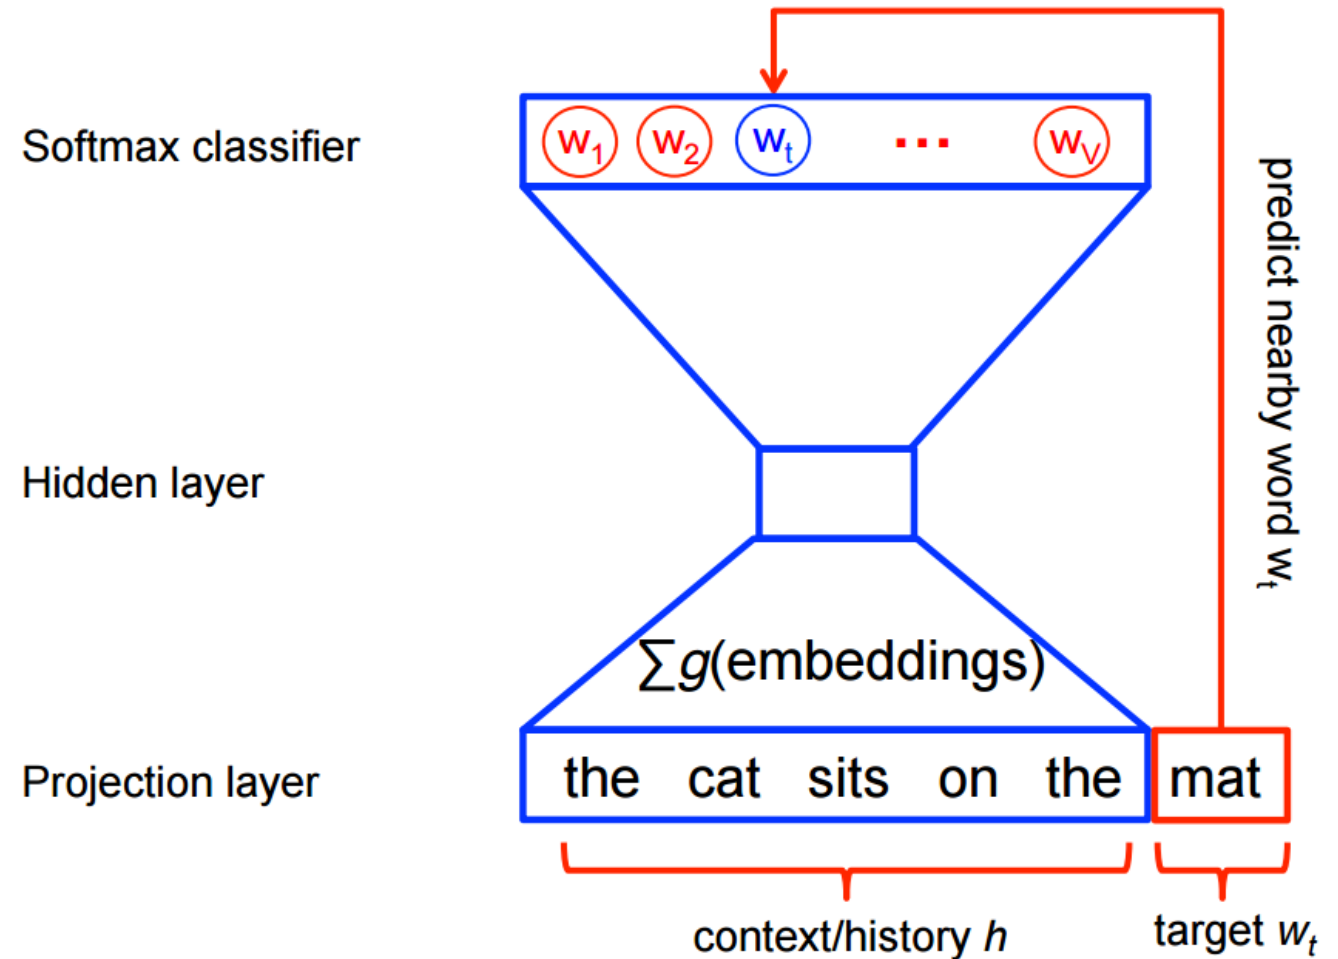 Softmax classifier
w1 w2 wt ... wV
predict nearby word wt
Hidden layer
∑g(embeddings)
Projection layer
the cat sits on the mat
context/history h
target wt